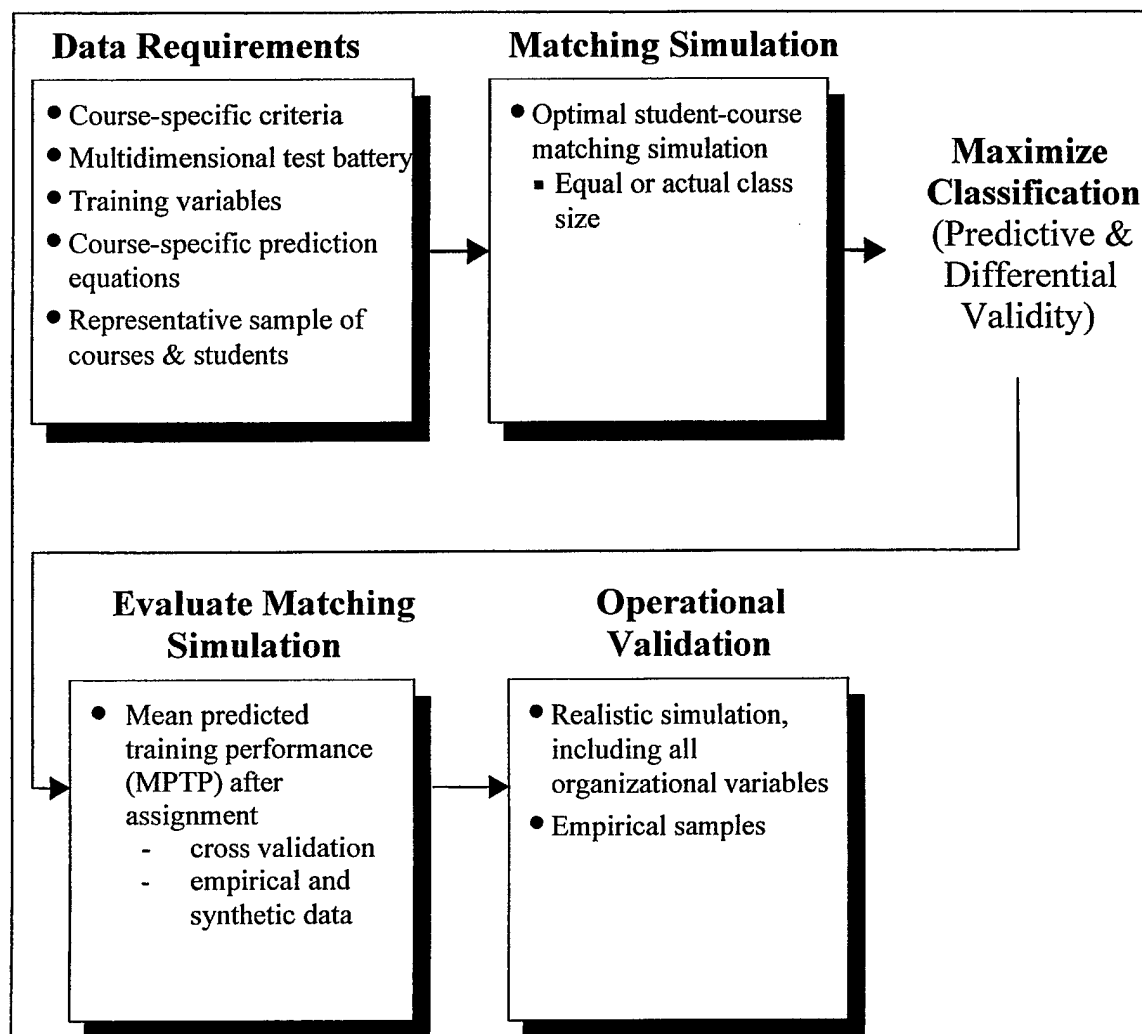 Data Requirements
● Course-specific criteria
● Multidimensional test battery
● Training variables
● Course-specific prediction
equations
● Representative sample of
courses & students
Matching Simulation
● Optimal student-course
matching simulation
▪ Equal or actual class
size
Maximize
Classification
(Predictive &
Differential
Validity)
Evaluate Matching
Simulation
● Mean predicted
training performance
(MPTP) after
assignment
- cross validation
- empirical and
synthetic data
Operational
Validation
● Realistic simulation,
including all
organizational variables
● Empirical samples